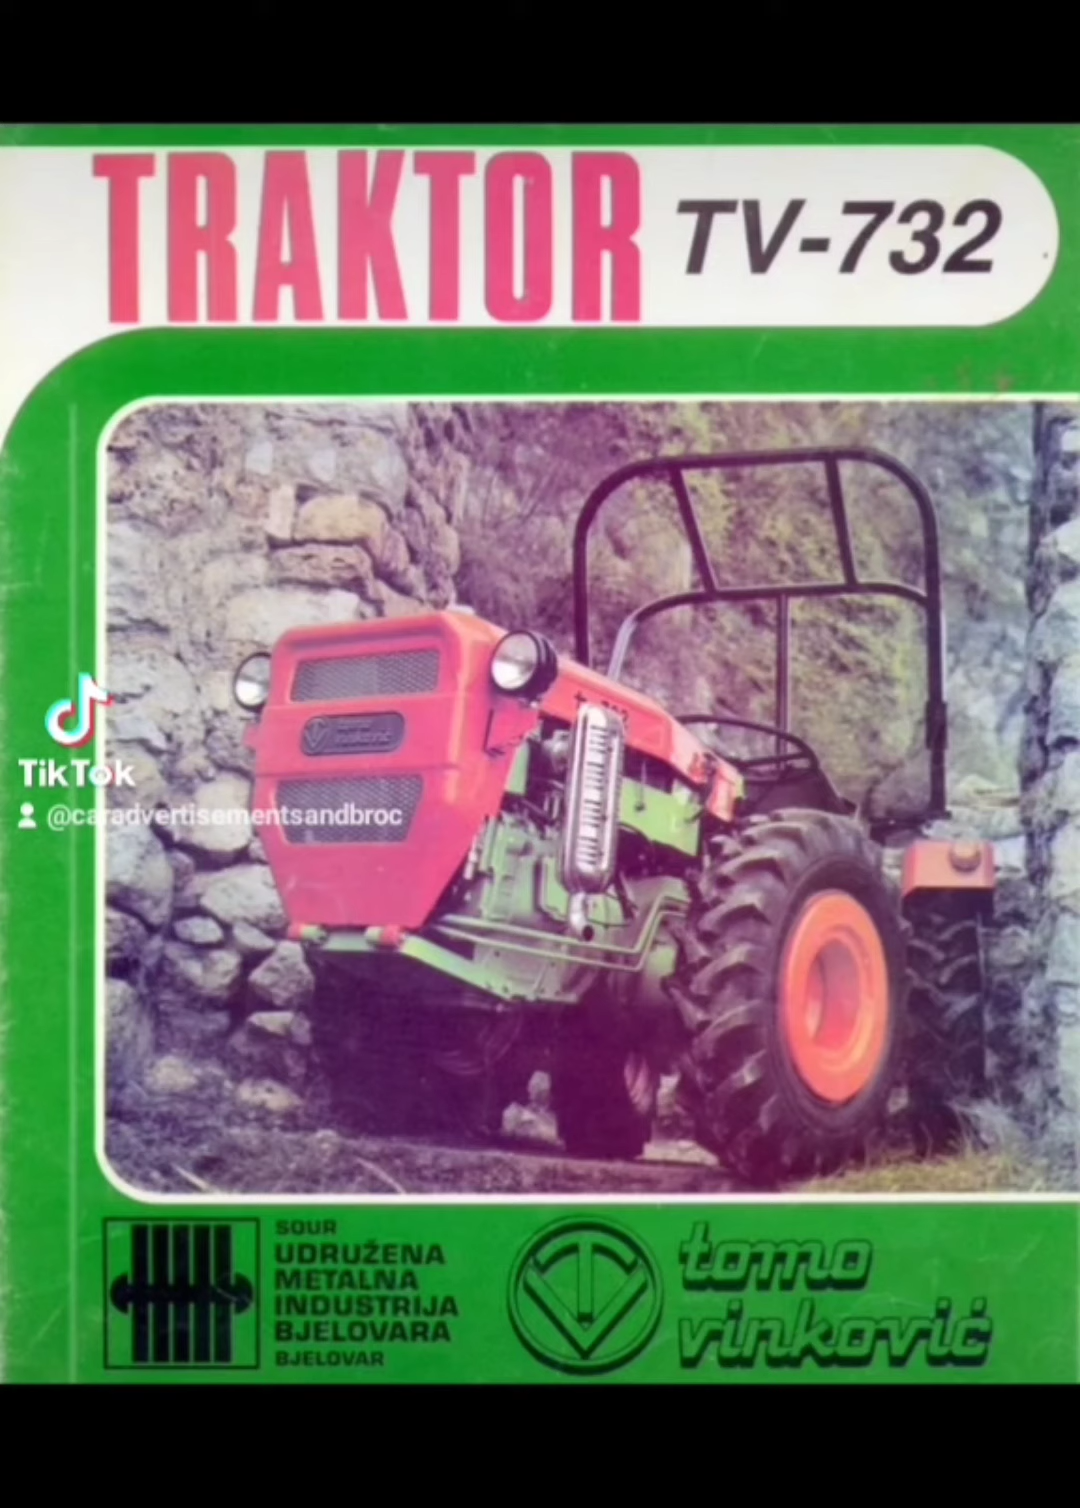 TRAKTOR TV-732
TikTok
@caradvertisementsandbroc
SOUR
UDRUŽENA
METALNA
INDUSTRIJA
BJELOVARA
BJELOVAR
tomo
vinković